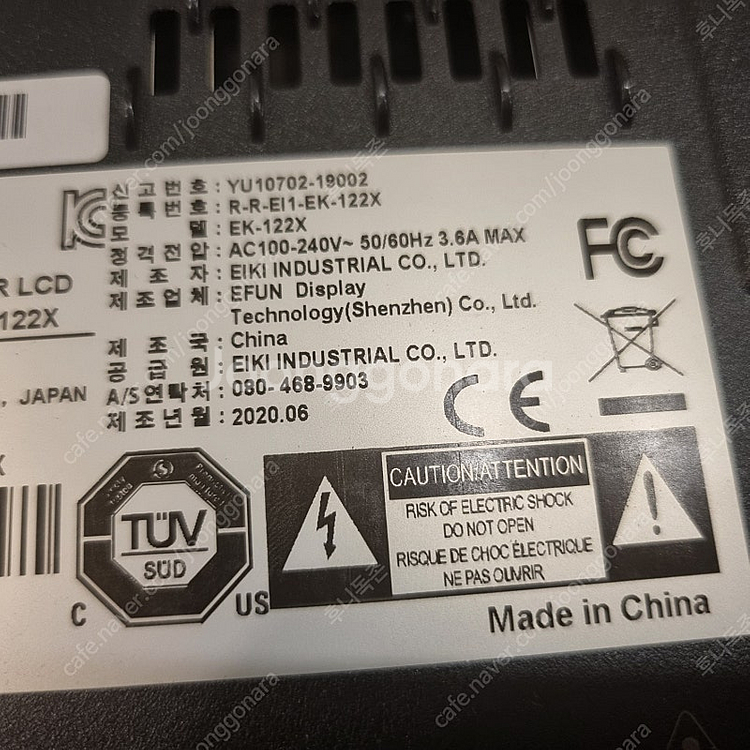 신고번호 : YU10702-19002
등록번호 : R-R-EI1-EK-122X
모 델 : EK-122X
정격전압 : AC100-240V~ 50/60Hz 3.6A MAX
제 조 자 : EIKI INDUSTRIAL CO., LTD.
제조업체 : EFUN Display
Technology(Shenzhen) Co., Ltd.
제 조 국 : China
공 급 원 : EIKI INDUSTRIAL CO., LTD.
A/S연락처 : 080-468-9903
제조년월 : 2020.06
R LCD
122X
, JAPAN
X
FC
CE
TÜV
SÜD
C US
CAUTION/ATTENTION
RISK OF ELECTRIC SHOCK
DO NOT OPEN
RISQUE DE CHOC ÉLECTRIQUE
NE PAS OUVRIR
Made in China
joonggonara
cafe.naver.com/joonggonara
후니독존